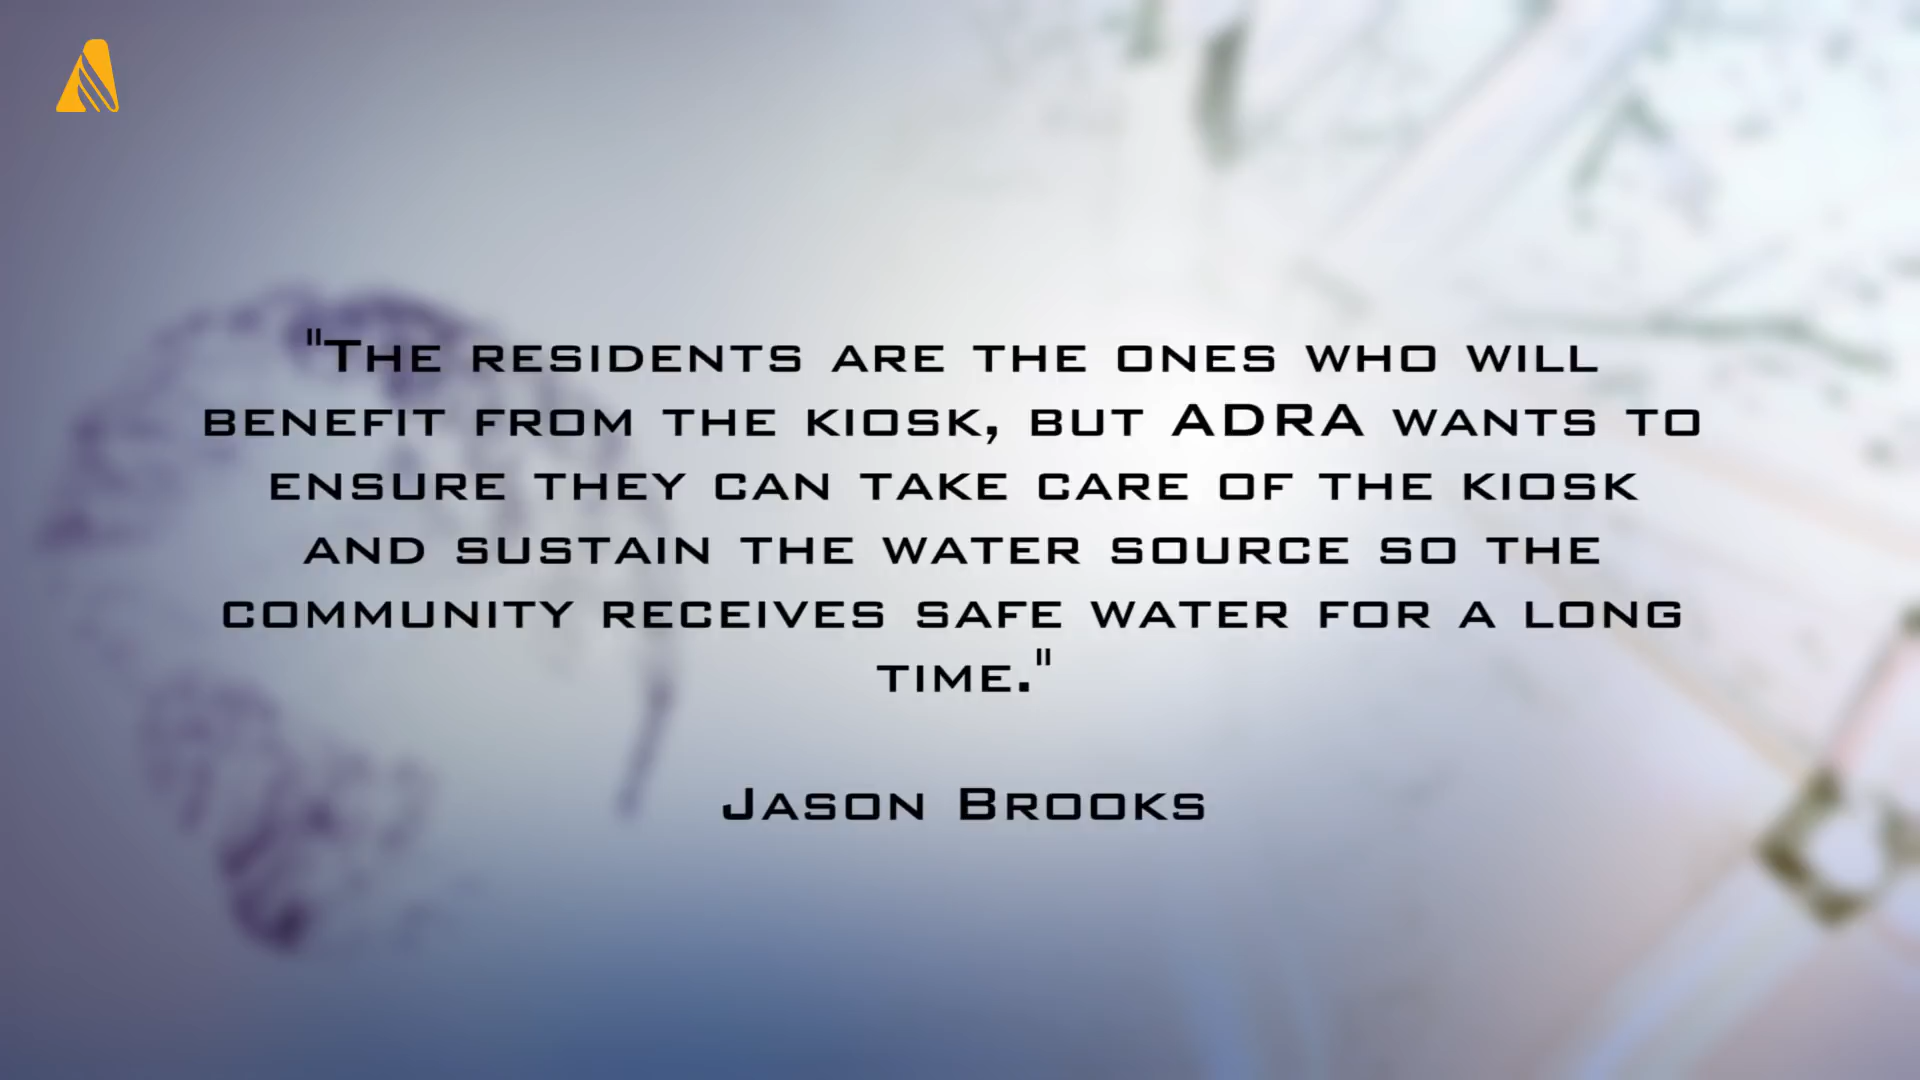 "The residents are the ones who will
benefit from the kiosk, but ADRA wants to
ensure they can take care of the kiosk
and sustain the water source so the
community receives safe water for a long
time."
Jason Brooks